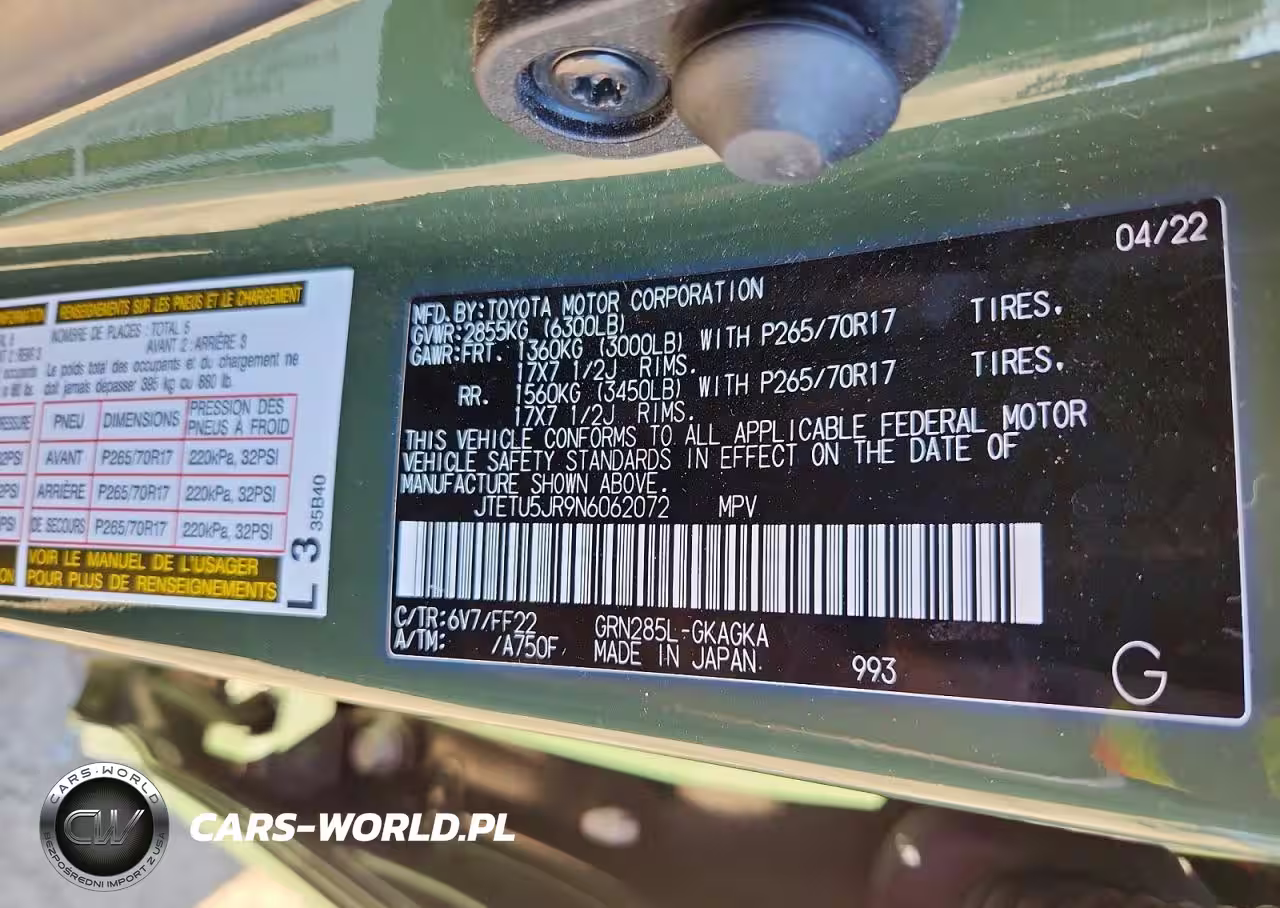 04/22
MFD.BY:TOYOTA MOTOR CORPORATION
GVWR:2855KG (6300LB)
GAWR:FRT. 1360KG (3000LB) WITH P265/70R17 TIRES.
17X7 1/2J RIMS.
RR. 1560KG (3450LB) WITH P265/70R17 TIRES.
17X7 1/2J RIMS.
THIS VEHICLE CONFORMS TO ALL APPLICABLE FEDERAL MOTOR
VEHICLE SAFETY STANDARDS IN EFFECT ON THE DATE OF
MANUFACTURE SHOWN ABOVE.
JTETU5JR9N6062072 MPV
C/TR:6V7/FF22 GRN285L-GKAGKA
A/TM: /A750F MADE IN JAPAN.
993
G
RENSEIGNEMENTS SUR LES PNEUS ET LE CHARGEMENT
NOMBRE DE PLACES : TOTAL 5
AVANT 2 : ARRIÈRE 3
Le poids total des occupants et du chargement ne
doit jamais dépasser 385 kg ou 860 lb.
PNEU DIMENSIONS PRESSION DES
PNEUS À FROID
AVANT P265/70R17 220kPa, 32PSI
ARRIÈRE P265/70R17 220kPa, 32PSI
DE SECOURS P265/70R17 220kPa, 32PSI
VOIR LE MANUEL DE L'USAGER
POUR PLUS DE RENSEIGNEMENTS
L 3 35B40
CARS-WORLD
CW
BEZPOŚREDNI IMPORT Z USA
CARS-WORLD.PL